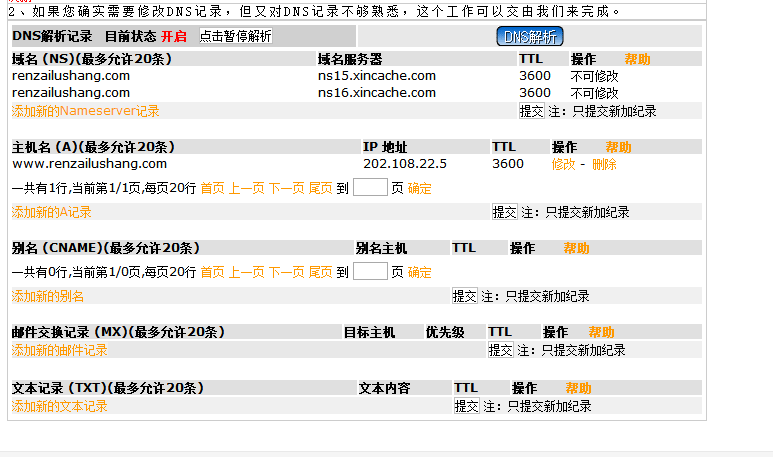 2、如果您确实需要修改DNS记录，但又对DNS记录不够熟悉，这个工作可以交由我们来完成。
DNS解析记录 目前状态 开启 点击暂停解析 DNS解析
域名 (NS)(最多允许20条) 域名服务器 TTL 操作 帮助
renzailushang.com ns15.xincache.com 3600 不可修改
renzailushang.com ns16.xincache.com 3600 不可修改
添加新的Nameserver记录 提交 注：只提交新加纪录
主机名 (A)(最多允许20条) IP 地址 TTL 操作 帮助
www.renzailushang.com 202.108.22.5 3600 修改 - 删除
一共有1行,当前第1/1页,每页20行 首页 上一页 下一页 尾页 到 页 确定
添加新的A记录 提交 注：只提交新加纪录
别名 (CNAME)(最多允许20条) 别名主机 TTL 操作 帮助
一共有0行,当前第1/0页,每页20行 首页 上一页 下一页 尾页 到 页 确定
添加新的别名 提交 注：只提交新加纪录
邮件交换记录 (MX)(最多允许20条) 目标主机 优先级 TTL 操作 帮助
添加新的邮件记录 提交 注：只提交新加纪录
文本记录 (TXT)(最多允许20条) 文本内容 TTL 操作 帮助
添加新的文本记录 提交 注：只提交新加纪录